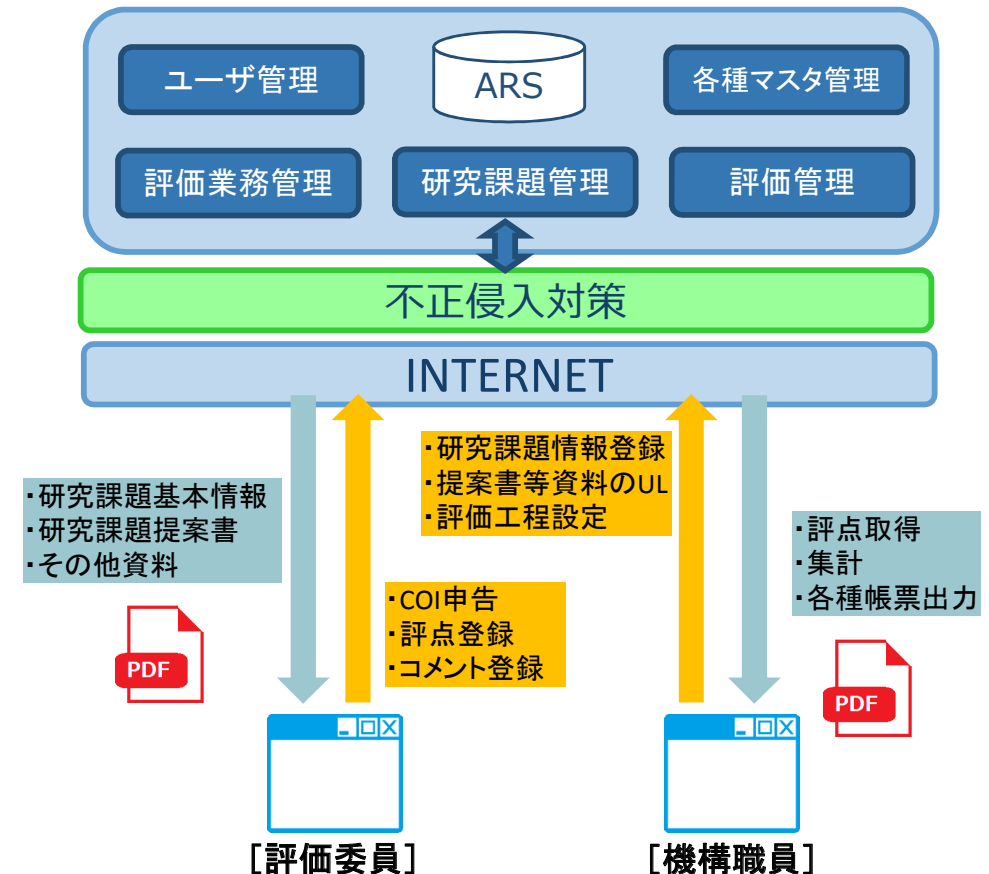 ユーザ管理
ARS
各種マスタ管理
評価業務管理
研究課題管理
評価管理
不正侵入対策
INTERNET
・研究課題基本情報
・研究課題提案書
・その他資料
PDF
・COI申告
・評点登録
・コメント登録
・研究課題情報登録
・提案書等資料のUL
・評価工程設定
・評点取得
・集計
・各種帳票出力
PDF
[評価委員]
[機構職員]